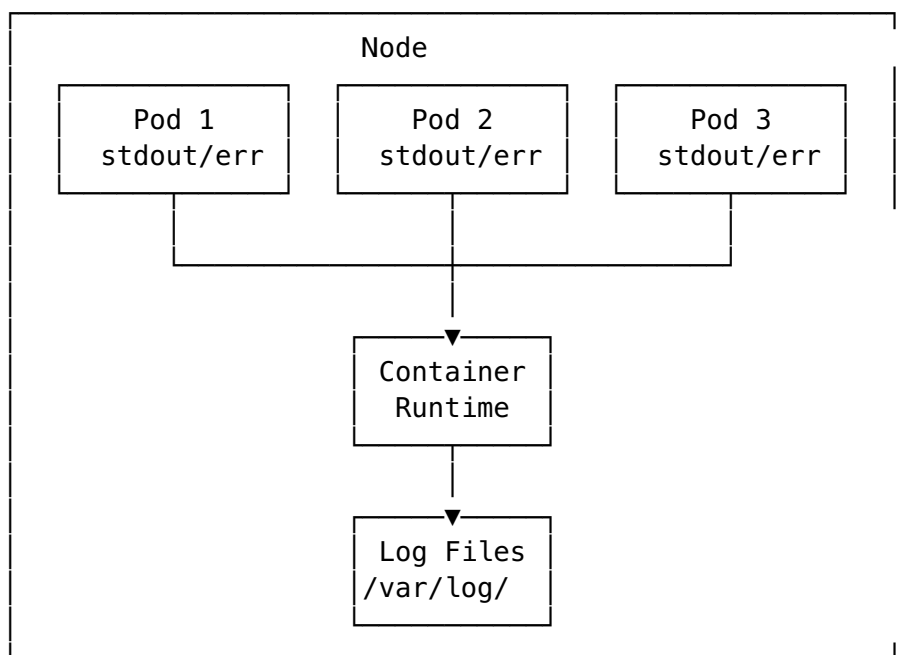 Node
Pod 1 Pod 2 Pod 3
stdout/err stdout/err stdout/err
Container
Runtime
Log Files
/var/log/